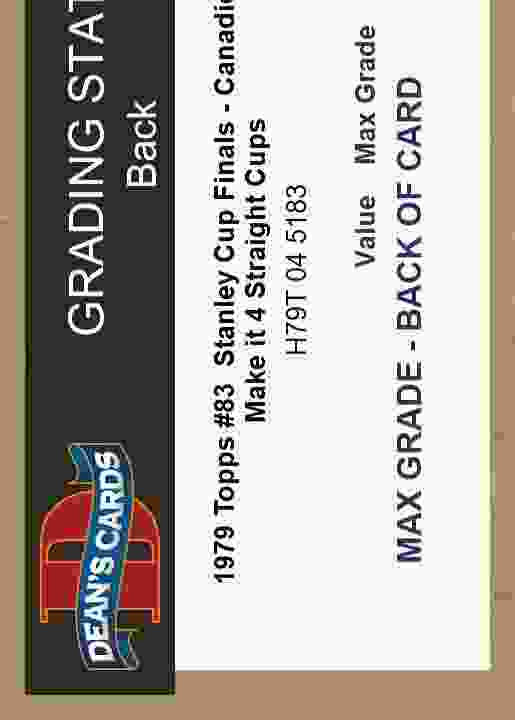 GRADING STAT
Back
DEAN'S CARDS
1979 Topps #83 Stanley Cup Finals - Canadie
Make it 4 Straight Cups
H79T 04 5183
Value Max Grade
MAX GRADE - BACK OF CARD